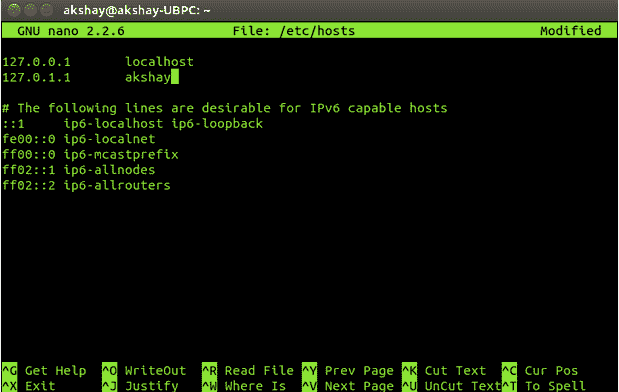 akshay@akshay-UBPC: ~
GNU nano 2.2.6 File: /etc/hosts Modified
127.0.0.1 localhost
127.0.1.1 akshay
# The following lines are desirable for IPv6 capable hosts
::1 ip6-localhost ip6-loopback
fe00::0 ip6-localnet
ff00::0 ip6-mcastprefix
ff02::1 ip6-allnodes
ff02::2 ip6-allrouters
^G Get Help ^O WriteOut ^R Read File ^Y Prev Page ^K Cut Text ^C Cur Pos
^X Exit ^J Justify ^W Where Is ^V Next Page ^U UnCut Text ^T To Spell